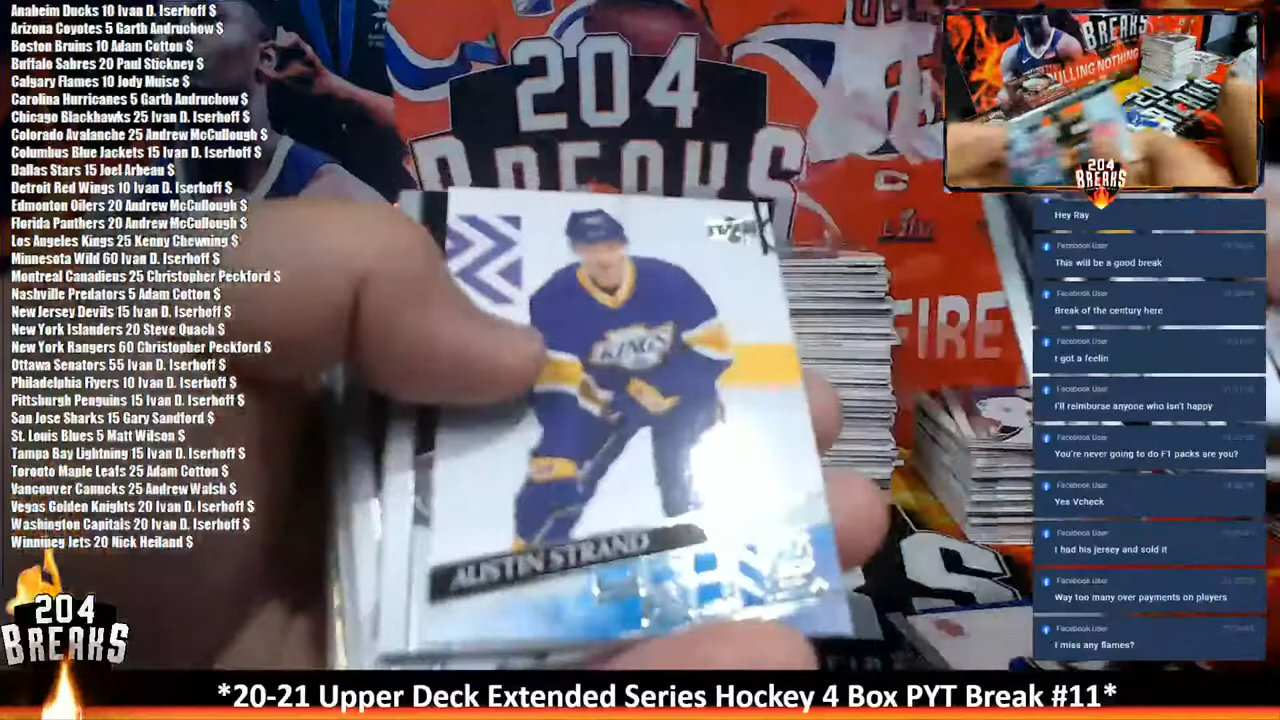 Anaheim Ducks 10 Ivan D. Iserhoff $
Arizona Coyotes 5 Garth Andruchow $
Boston Bruins 10 Adam Cotton $
Buffalo Sabres 20 Paul Stickney $
Calgary Flames 10 Jody Muise $
Carolina Hurricanes 5 Garth Andruchow $
Chicago Blackhawks 25 Ivan D. Iserhoff $
Colorado Avalanche 25 Andrew McCullough $
Columbus Blue Jackets 15 Ivan D. Iserhoff $
Dallas Stars 15 Joel Arbeau $
Detroit Red Wings 10 Ivan D. Iserhoff $
Edmonton Oilers 20 Andrew McCullough $
Florida Panthers 20 Andrew McCullough $
Los Angeles Kings 25 Kenny Chewning $
Minnesota Wild 60 Ivan D. Iserhoff $
Montreal Canadiens 25 Christopher Peckford $
Nashville Predators 5 Adam Cotton $
New Jersey Devils 15 Ivan D. Iserhoff $
New York Islanders 20 Steve Quach $
New York Rangers 60 Christopher Peckford $
Ottawa Senators 55 Ivan D. Iserhoff $
Philadelphia Flyers 10 Ivan D. Iserhoff $
Pittsburgh Penguins 15 Ivan D. Iserhoff $
San Jose Sharks 15 Gary Sandford $
St. Louis Blues 5 Matt Wilson $
Tampa Bay Lightning 15 Ivan D. Iserhoff $
Toronto Maple Leafs 25 Adam Cotton $
Vancouver Canucks 25 Andrew Walsh $
Vegas Golden Knights 20 Ivan D. Iserhoff $
Washington Capitals 20 Ivan D. Iserhoff $
Winnipeg Jets 20 Nick Heiland $
204
BREAKS
204
BREAKS
FIRE
KINGS
AUSTIN STRAND
BREAKS
PULLING NOTHING
204
BREAKS
Hey Ray
Facebook User
This will be a good break
Facebook User
Break of the century here
Facebook User
I got a feelin
Facebook User
I'll reimburse anyone who isn't happy
Facebook User
You're never going to do F1 packs are you?
Facebook User
Yes Vcheck
Facebook User
I had his jersey and sold it
Facebook User
Way too many over payments on players
Facebook User
I miss any flames?
*20-21 Upper Deck Extended Series Hockey 4 Box PYT Break #11*